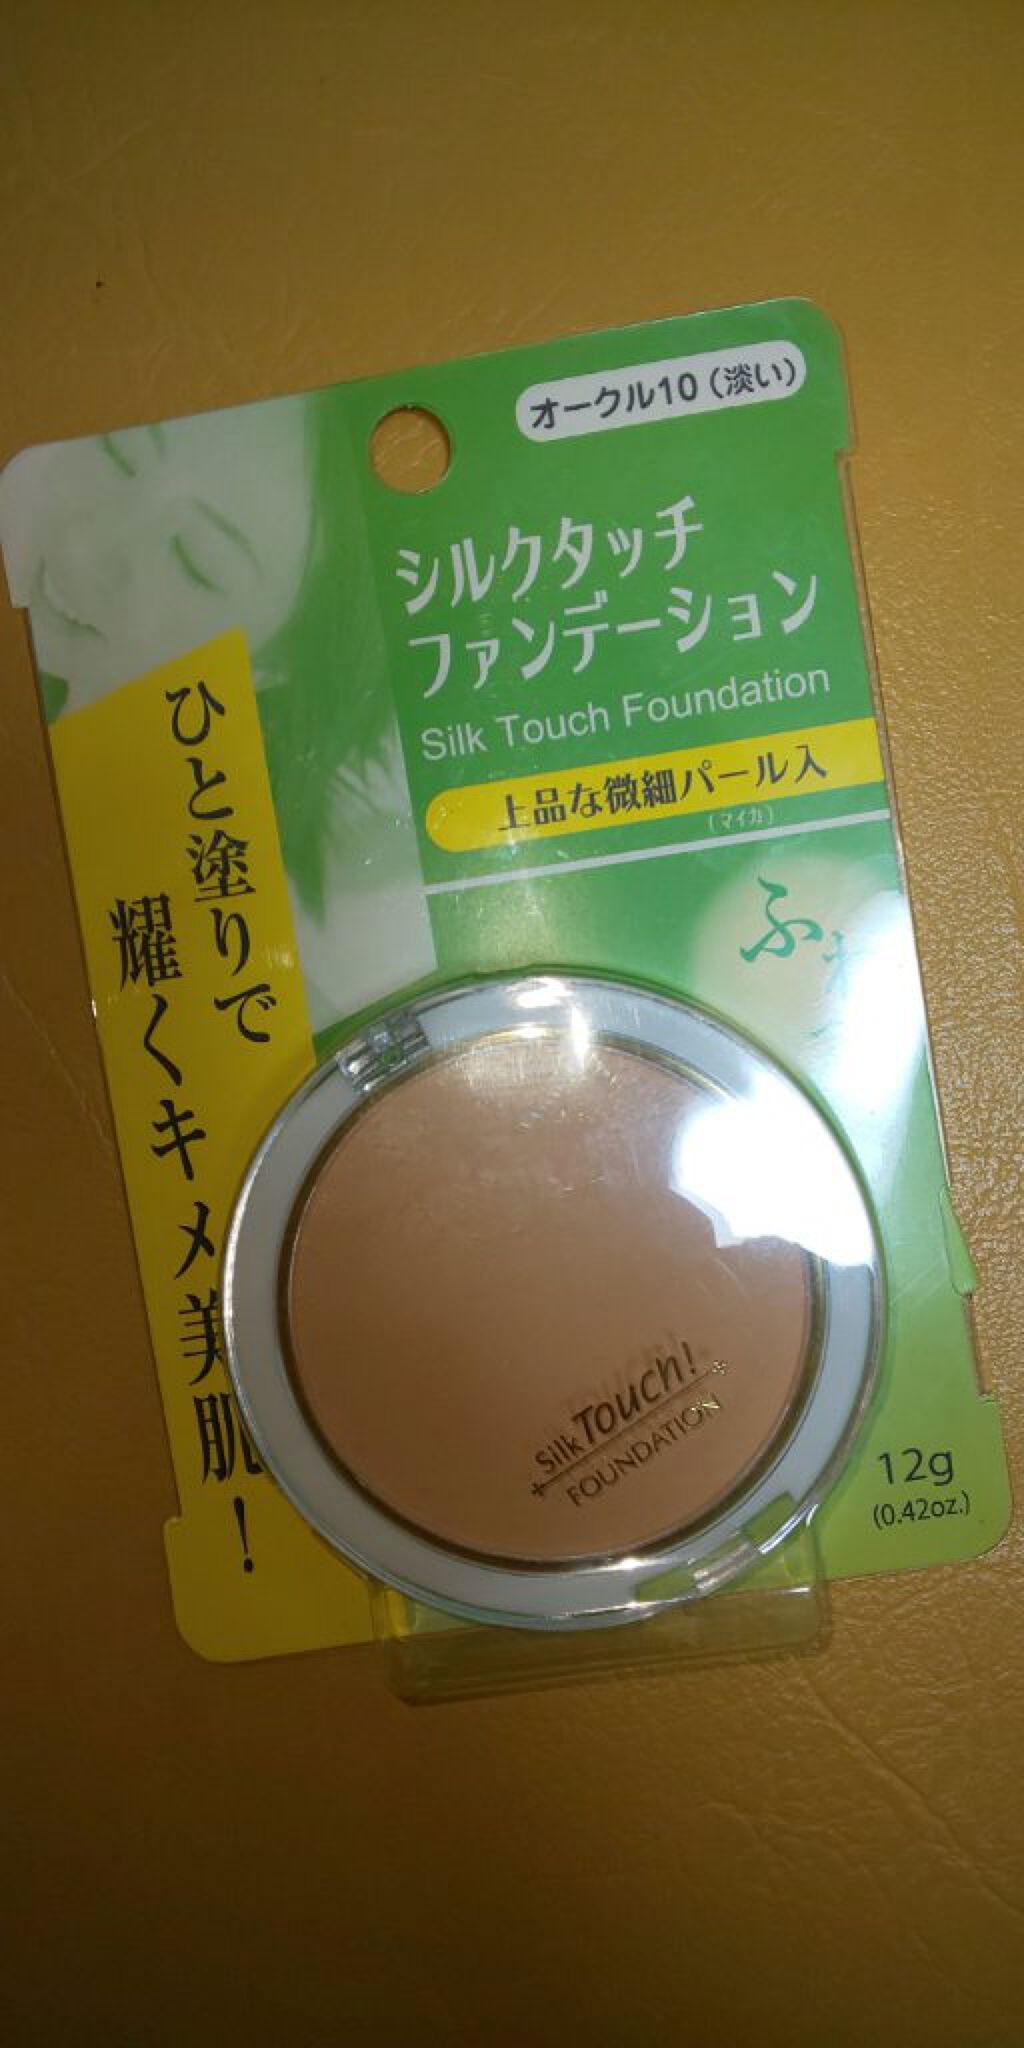 オークル10（淡い）
シルクタッチ
ファンデーション
Silk Touch Foundation
上品な微細パール入
（マイカ）
ひと塗りで
耀くキメ美肌！
ふ
Silk Touch!
FOUNDATION
12g
(0.42oz.)